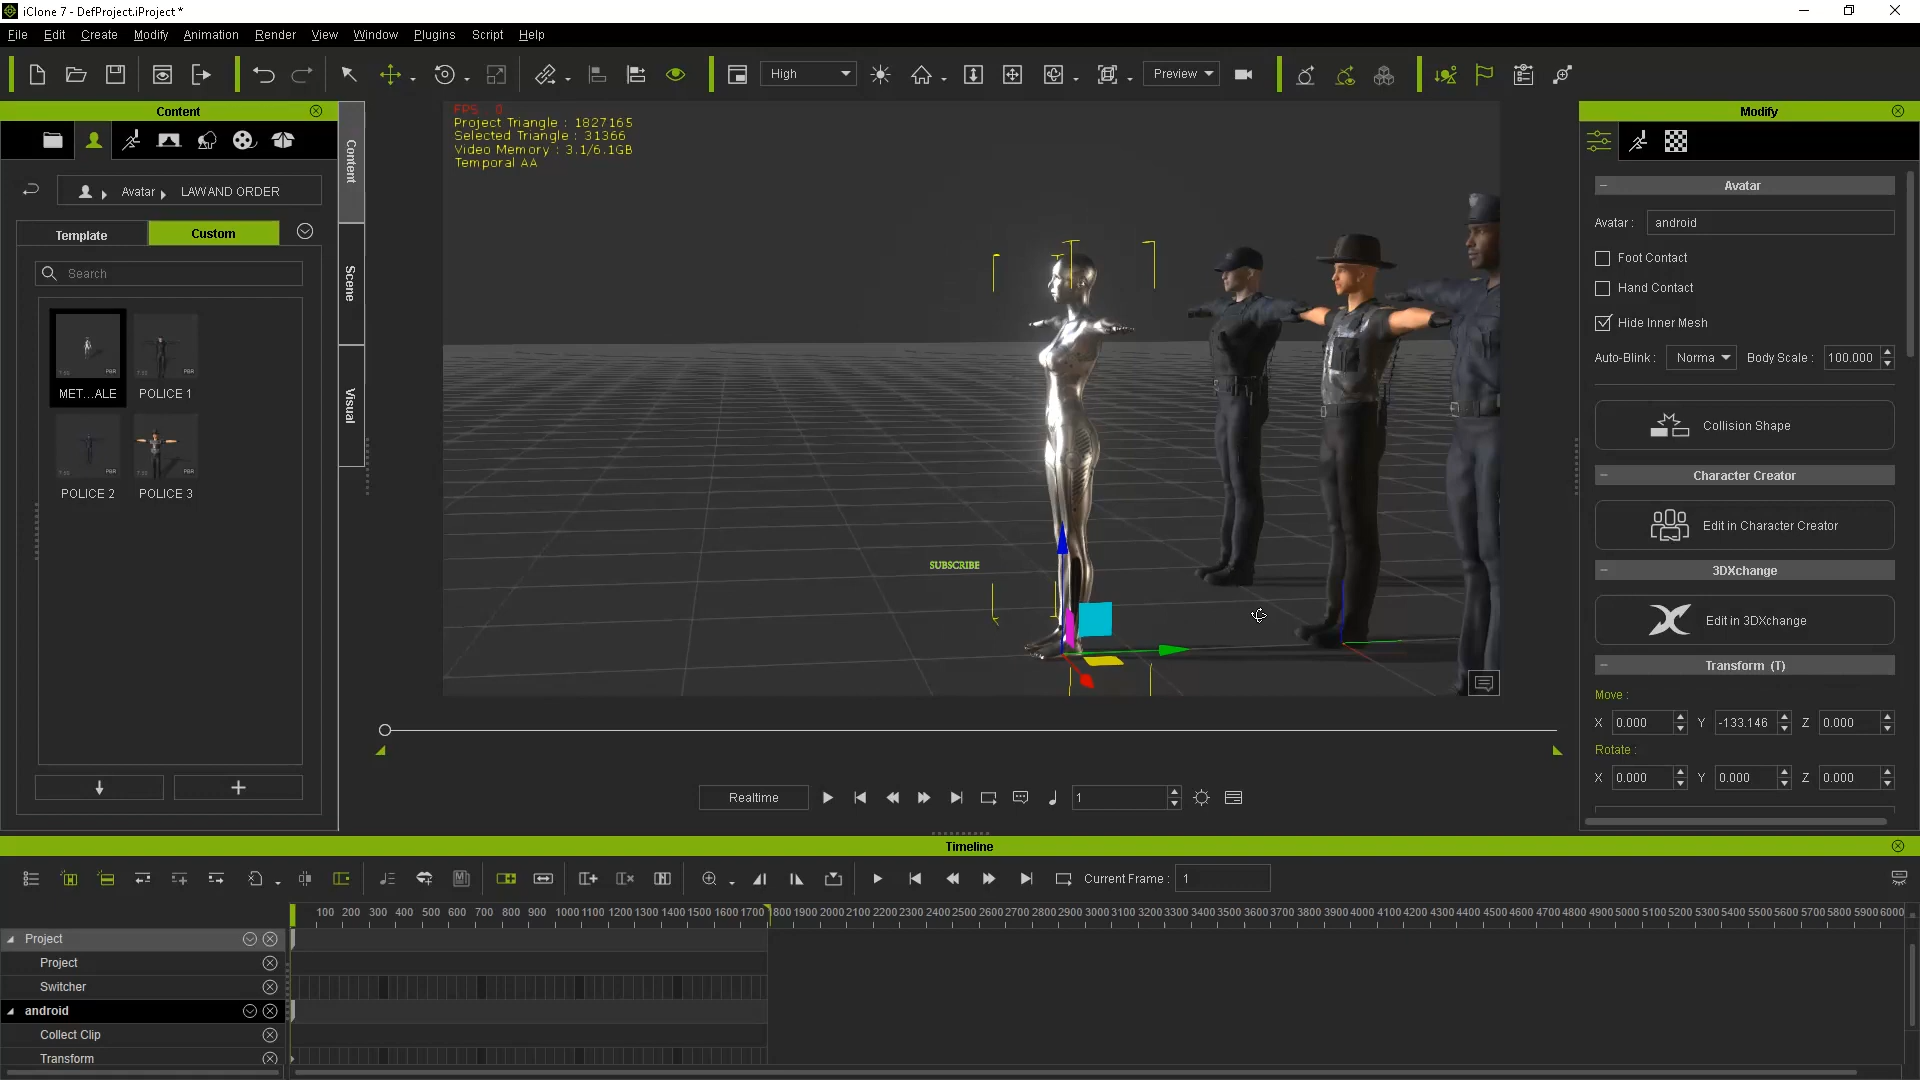 iClone 7 - DefProject.iProject *
File Edit Create Modify Animation Render View Window Plugins Script Help
High
Preview
Content
Avatar LAW AND ORDER
Template Custom
Search
MET...ALE POLICE 1
POLICE 2 POLICE 3
Content
Scene
Visual
FPS 0
Project Triangle : 1827165
Selected Triangle : 31366
Video Memory : 3.1/6.1GB
Temporal AA
SUBSCRIBE
Realtime 1
Modify
Avatar
Avatar : android
Foot Contact
Hand Contact
Hide Inner Mesh
Auto-Blink : Norma Body Scale : 100.000
Collision Shape
Character Creator
Edit in Character Creator
3DXchange
Edit in 3DXchange
Transform (T)
Move :
X 0.000 Y -133.146 Z 0.000
Rotate :
X 0.000 Y 0.000 Z 0.000
Timeline
Current Frame : 1
100 200 300 400 500 600 700 800 900 1000 1100 1200 1300 1400 1500 1600 1700 1800 1900 2000 2100 2200 2300 2400 2500 2600 2700 2800 2900 3000 3100 3200 3300 3400 3500 3600 3700 3800 3900 4000 4100 4200 4300 4400 4500 4600 4700 4800 4900 5000 5100 5200 5300 5400 5500 5600 5700 5800 5900 6000
Project
Project
Switcher
android
Collect Clip
Transform